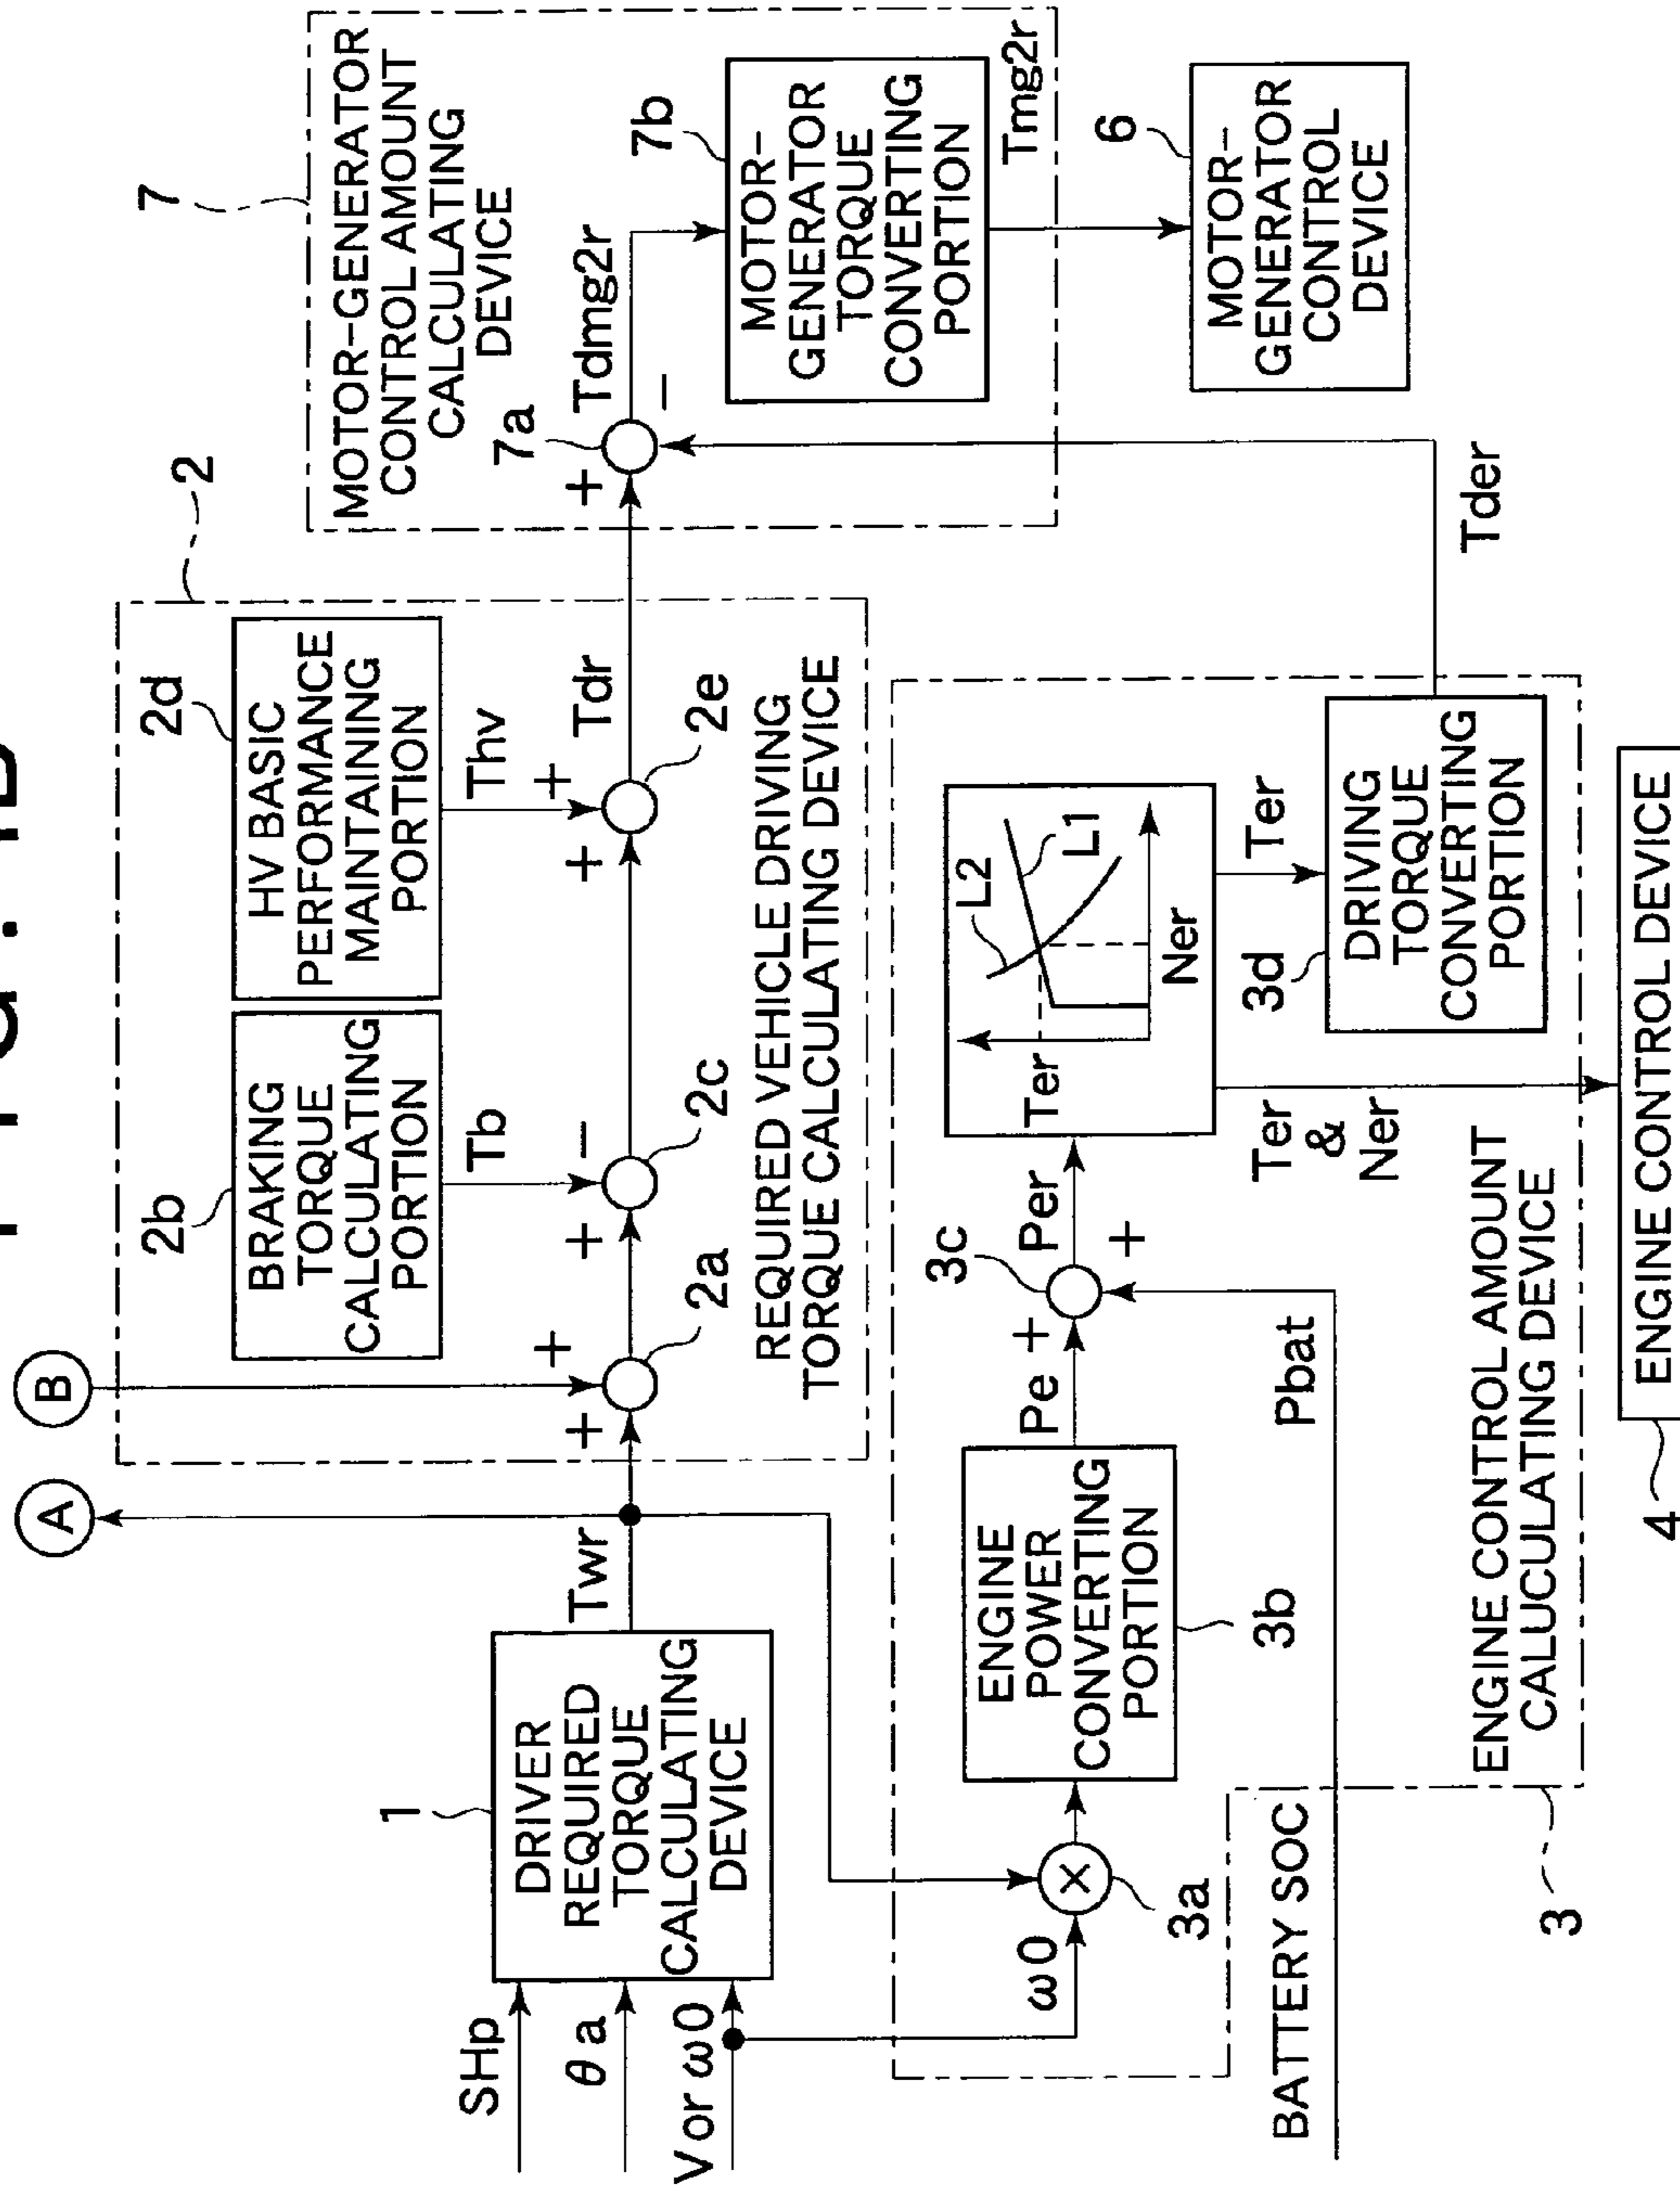 A
B
SHp
θa
V or ω0
1
DRIVER
REQUIRED
TORQUE
CALCULATING
DEVICE
Twr
2
2b
BRAKING
TORQUE
CALCULATING
PORTION
Tb
2d
HV BASIC
PERFORMANCE
MAINTAINING
PORTION
Thv
+
+
2a
+
−
2c
+
+
2e
Tdr
REQUIRED VEHICLE DRIVING
TORQUE CALCULATING DEVICE
7
MOTOR-GENERATOR
CONTROL AMOUNT
CALCULATING
DEVICE
7a
+
−
Tdmg2r
7b
MOTOR-
GENERATOR
TORQUE
CONVERTING
PORTION
Tmg2r
6
MOTOR-
GENERATOR
CONTROL
DEVICE
ω0
×
3a
ENGINE
POWER
CONVERTING
PORTION
3b
Pe
+
3c
+
Per
Pbat
BATTERY SOC
Ter
L2
L1
Ner
Ter
&
Ner
Ter
3d
DRIVING
TORQUE
CONVERTING
PORTION
Tder
ENGINE CONTROL AMOUNT
CALUCULATING DEVICE
3
4
ENGINE CONTROL DEVICE